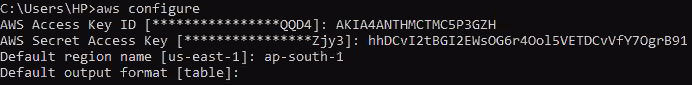 C:\Users\HP>aws configure
AWS Access Key ID [****************QQD4]: AKIA4ANTHMCTMC5P3GZH
AWS Secret Access Key [****************Zjy3]: 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
Default region name [us-east-1]: ap-south-1
Default output format [table]: